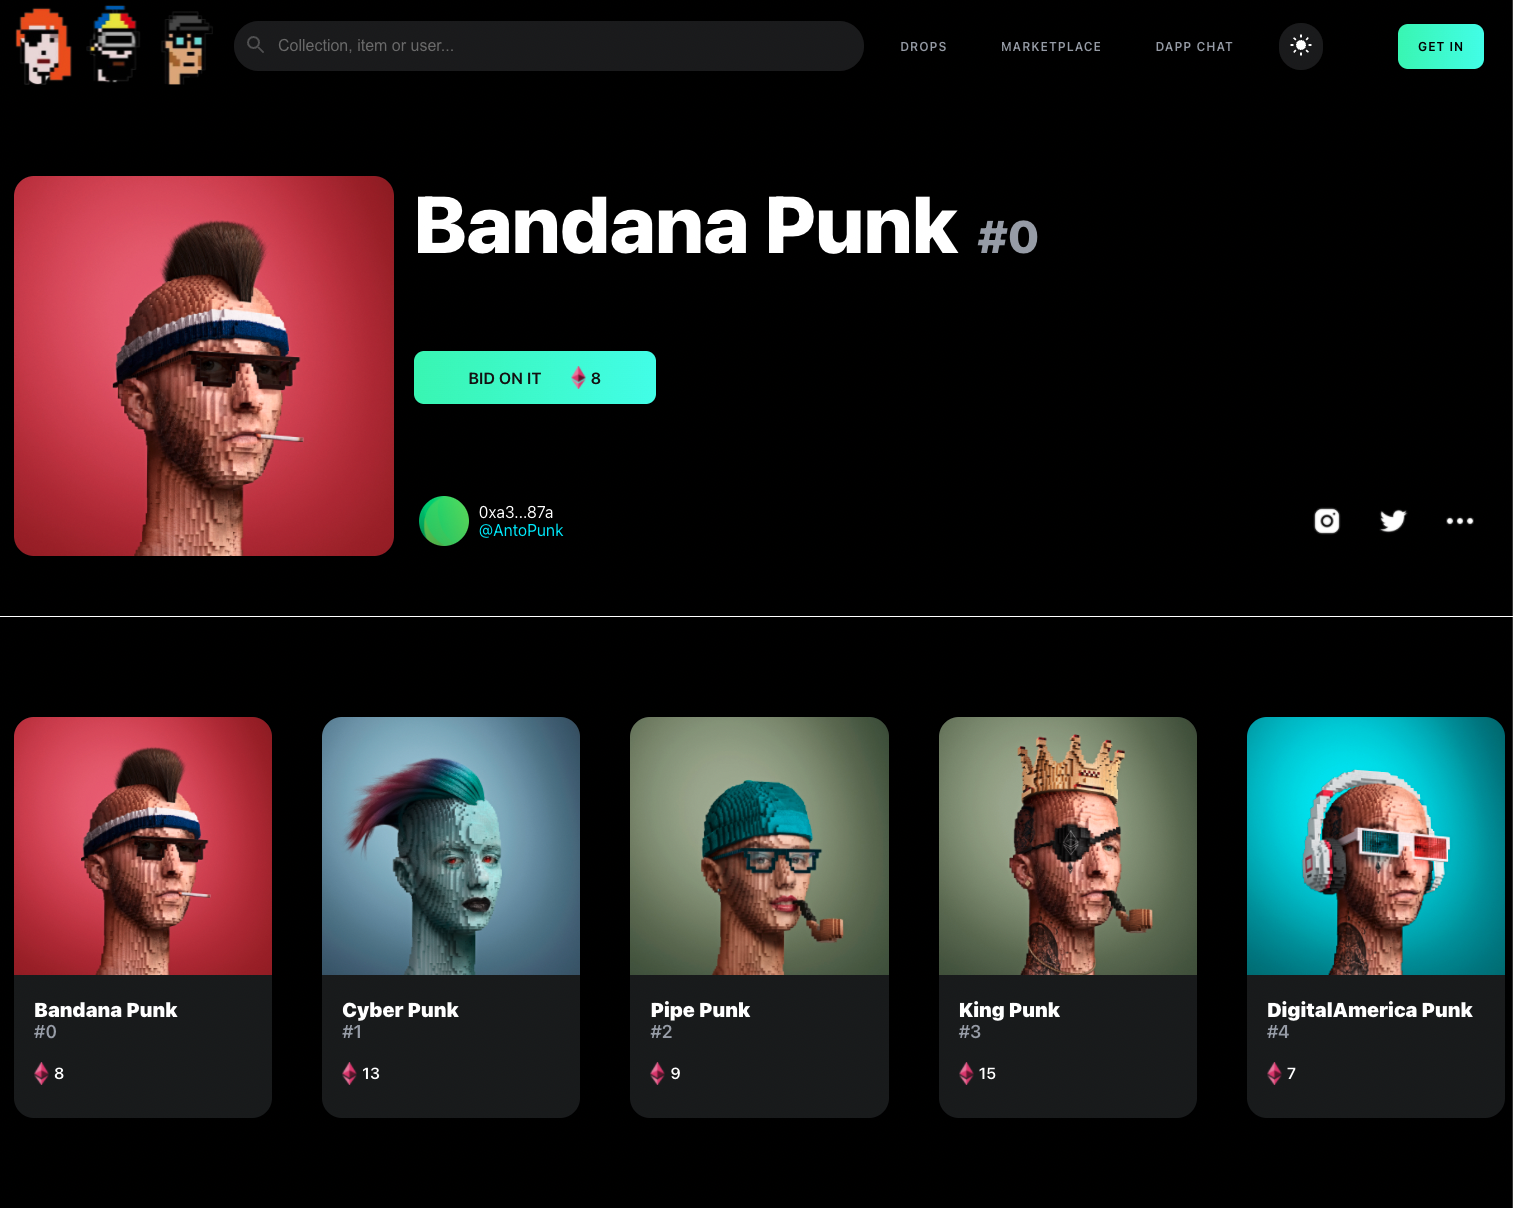 Collection, item or user...
DROPS
MARKETPLACE
DAPP CHAT
GET IN
Bandana Punk #0
BID ON IT 8
0xa3...87a
@AntoPunk
Bandana Punk
#0
8
Cyber Punk
#1
13
Pipe Punk
#2
9
King Punk
#3
15
DigitalAmerica Punk
#4
7